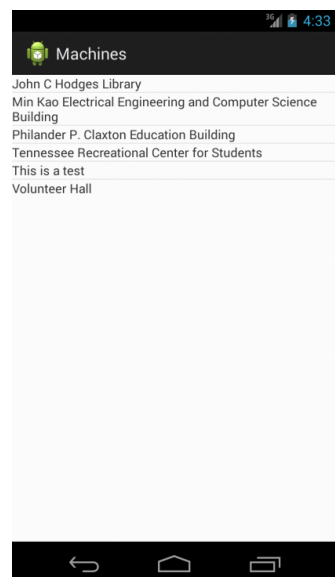 3G 4:33
Machines
John C Hodges Library
Min Kao Electrical Engineering and Computer Science
Building
Philander P. Claxton Education Building
Tennessee Recreational Center for Students
This is a test
Volunteer Hall